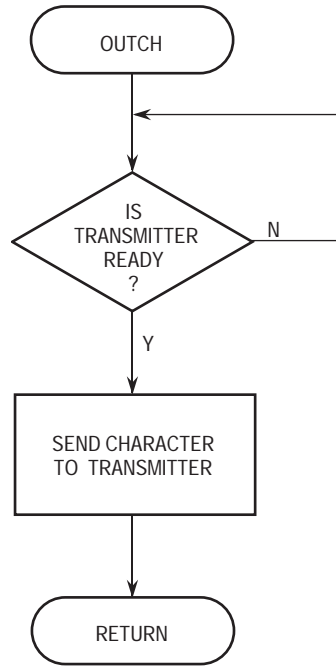 OUTCH
IS
TRANSMITTER
READY
?
N
Y
SEND CHARACTER
TO TRANSMITTER
RETURN